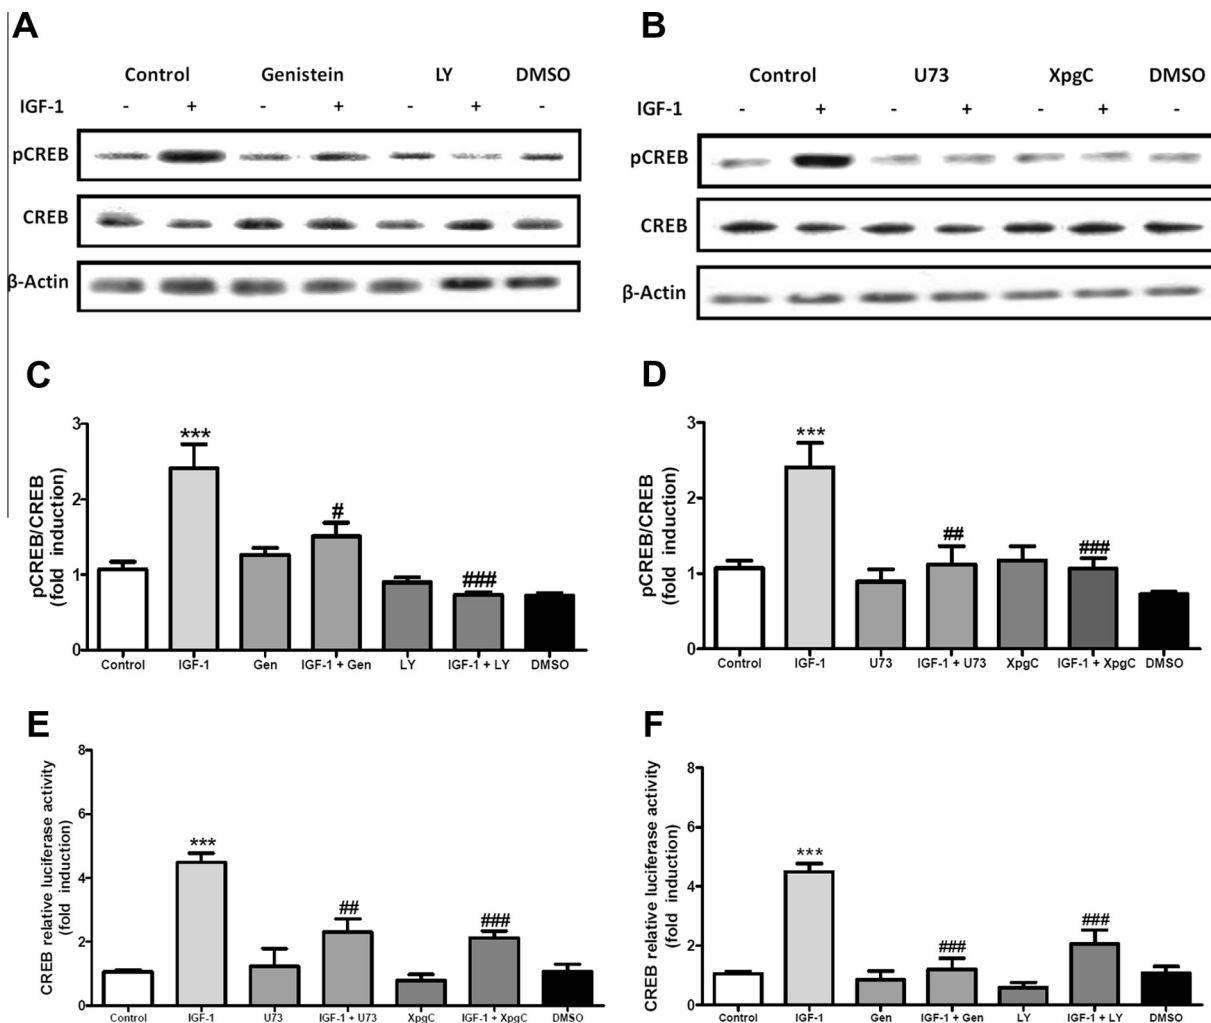 A
Control Genistein LY DMSO
IGF-1 - + - + - + -
pCREB
CREB
β-Actin
B
Control U73 XpgC DMSO
IGF-1 - + - + - + -
pCREB
CREB
β-Actin
C
pCREB/CREB
(fold induction)
3
2
1
0
***
#
###
Control IGF-1 Gen IGF-1 + Gen LY IGF-1 + LY DMSO
D
pCREB/CREB
(fold induction)
3
2
1
0
***
##
###
Control IGF-1 U73 IGF-1 + U73 XpgC IGF-1 + XpgC DMSO
E
CREB relative luciferase activity
(fold induction)
8
6
4
2
0
***
##
###
Control IGF-1 U73 IGF-1 + U73 XpgC IGF-1 + XpgC DMSO
F
CREB relative luciferase activity
(fold induction)
8
6
4
2
0
***
###
###
Control IGF-1 Gen IGF-1 + Gen LY IGF-1 + LY DMSO